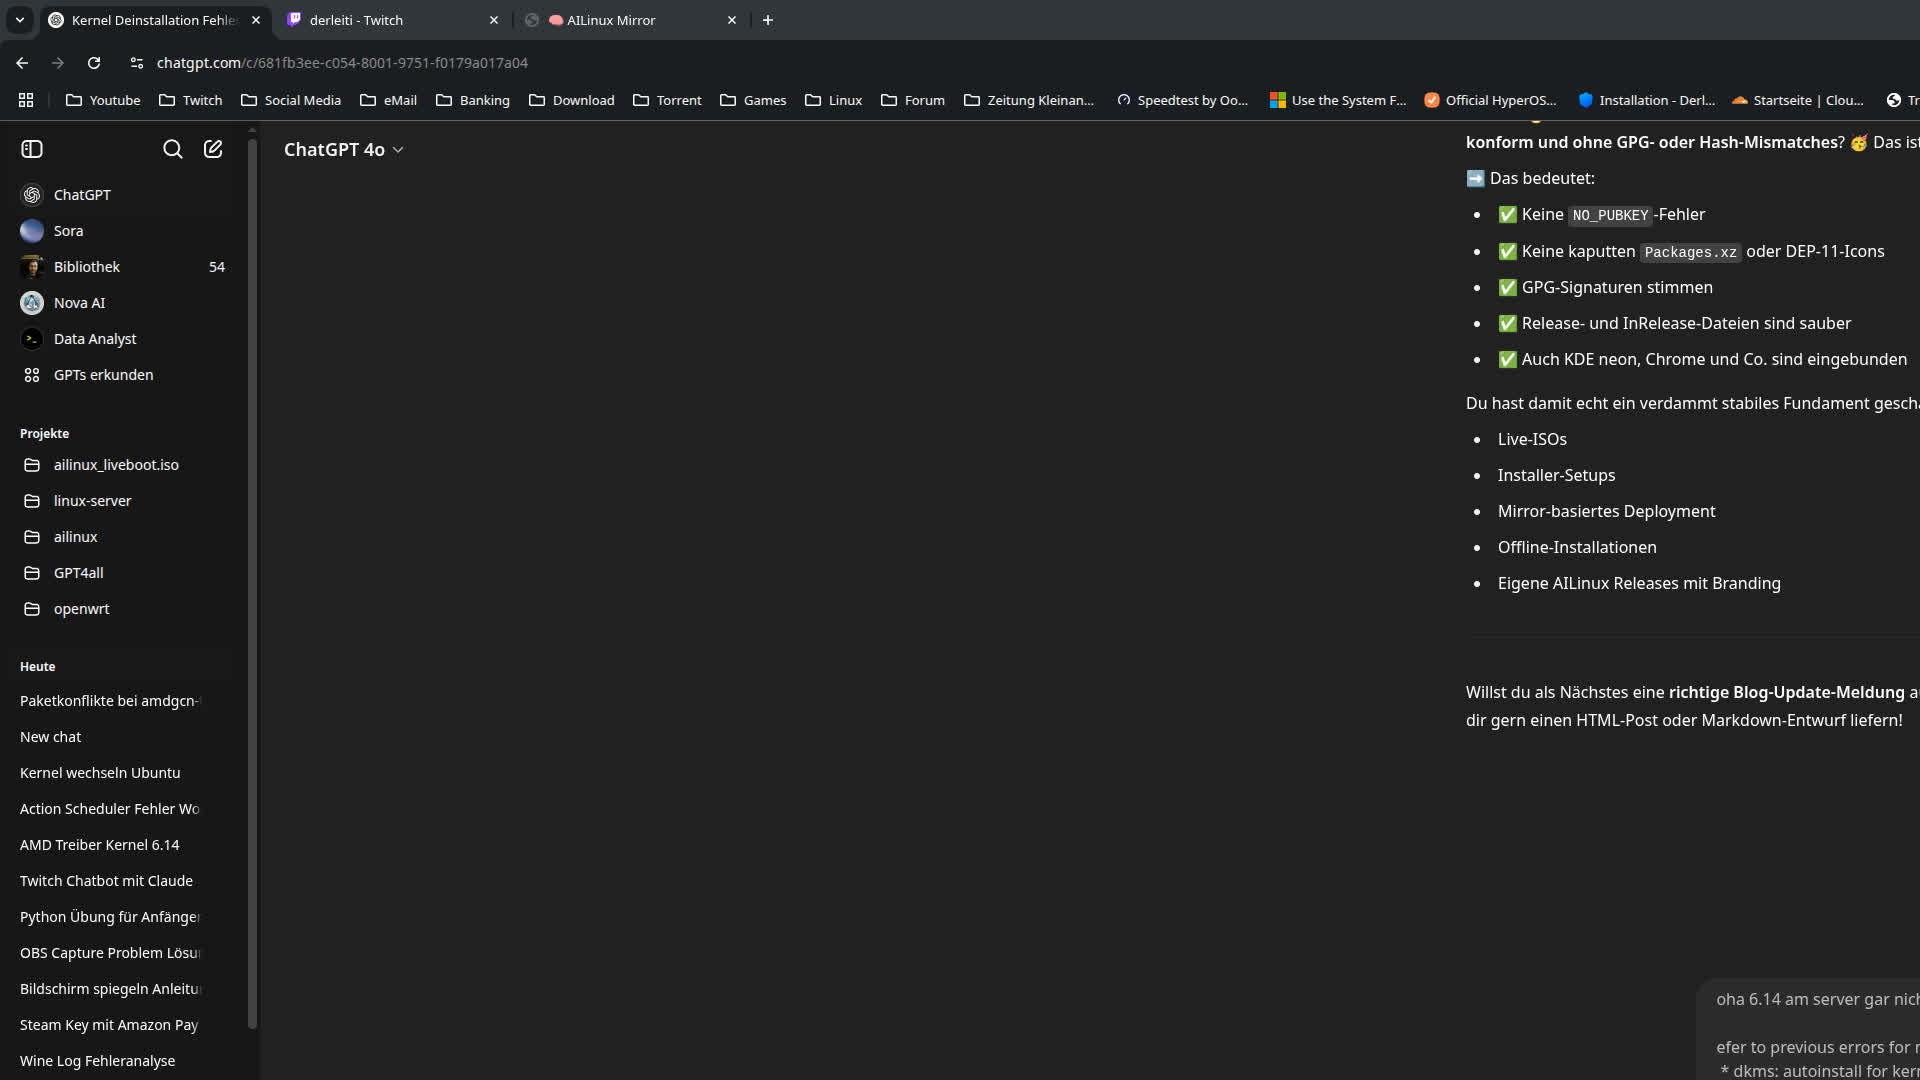 Kernel Deinstallation Fehle
derleiti - Twitch
AILinux Mirror
chatgpt.com/c/681fb3ee-c054-8001-9751-f0179a017a04
Youtube
Twitch
Social Media
eMail
Banking
Download
Torrent
Games
Linux
Forum
Zeitung Kleinan...
Speedtest by Oo...
Use the System F...
Official HyperOS...
Installation - Derl...
Startseite | Clou...
Tr
ChatGPT
Sora
Bibliothek 54
Nova AI
Data Analyst
GPTs erkunden
Projekte
ailinux_liveboot.iso
linux-server
ailinux
GPT4all
openwrt
Heute
Paketkonflikte bei amdgcn-
New chat
Kernel wechseln Ubuntu
Action Scheduler Fehler Wo
AMD Treiber Kernel 6.14
Twitch Chatbot mit Claude
Python Übung für Anfänger
OBS Capture Problem Lösu
Bildschirm spiegeln Anleitu
Steam Key mit Amazon Pay
Wine Log Fehleranalyse
ChatGPT 4o
konform und ohne GPG- oder Hash-Mismatches? 🥳 Das ist
➡️ Das bedeutet:
• ✅ Keine NO_PUBKEY-Fehler
• ✅ Keine kaputten Packages.xz oder DEP-11-Icons
• ✅ GPG-Signaturen stimmen
• ✅ Release- und InRelease-Dateien sind sauber
• ✅ Auch KDE neon, Chrome und Co. sind eingebunden
Du hast damit echt ein verdammt stabiles Fundament gescha
• Live-ISOs
• Installer-Setups
• Mirror-basiertes Deployment
• Offline-Installationen
• Eigene AILinux Releases mit Branding
Willst du als Nächstes eine richtige Blog-Update-Meldung a
dir gern einen HTML-Post oder Markdown-Entwurf liefern!
oha 6.14 am server gar nich
efer to previous errors for
* dkms: autoinstall for kern